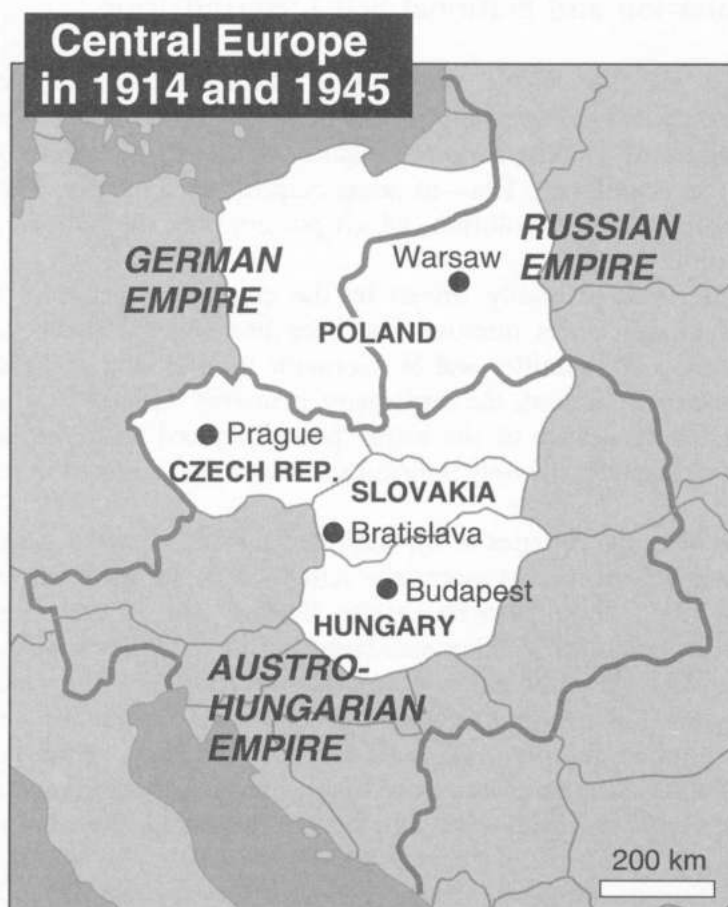 Central Europe
in 1914 and 1945
GERMAN
EMPIRE
RUSSIAN
EMPIRE
Warsaw
POLAND
Prague
CZECH REP.
SLOVAKIA
Bratislava
Budapest
HUNGARY
AUSTRO-
HUNGARIAN
EMPIRE
200 km